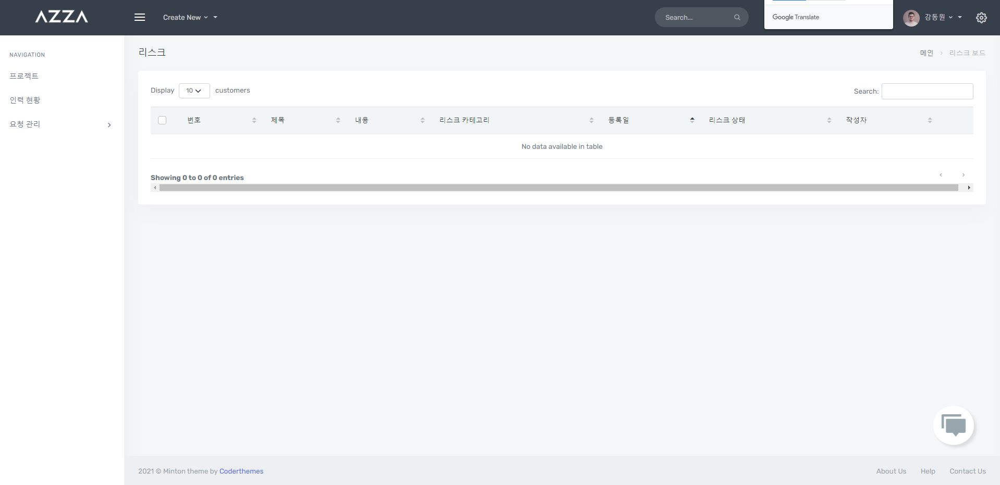 AZZA
Create New
Search...
Google Translate
강동원
NAVIGATION
프로젝트
인력 현황
요청 관리
리스크
메인 > 리스크 보드
Display 10 customers
Search:
번호 제목 내용 리스크 카테고리 등록일 리스크 상태 작성자
No data available in table
Showing 0 to 0 of 0 entries
2021 © Minton theme by Coderthemes
About Us Help Contact Us